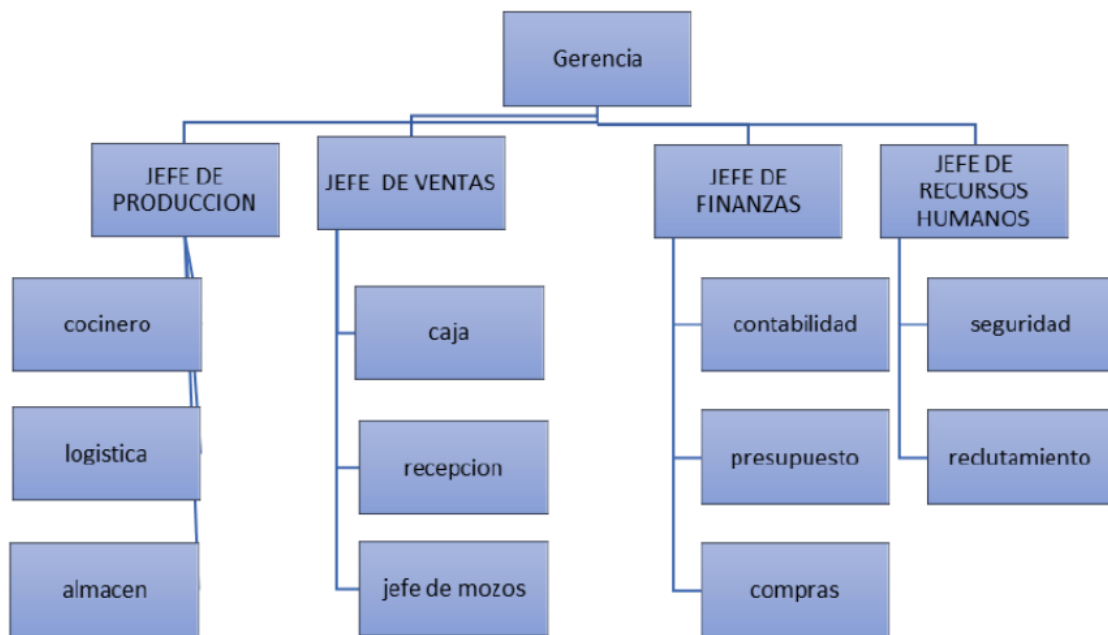 Gerencia
JEFE DE
PRODUCCION
JEFE DE VENTAS
JEFE DE
FINANZAS
JEFE DE
RECURSOS
HUMANOS
cocinero
logistica
almacen
caja
recepcion
jefe de mozos
contabilidad
presupuesto
compras
seguridad
reclutamiento